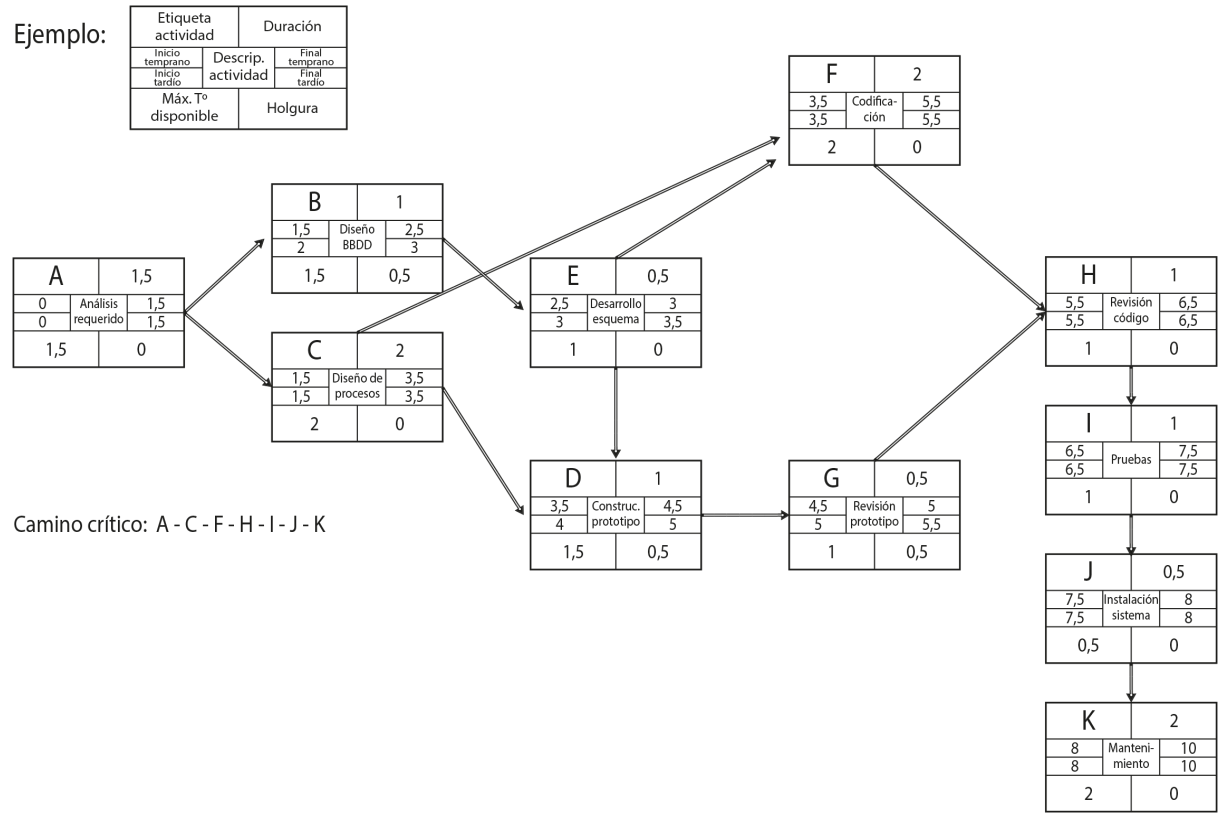 Ejemplo:
Etiqueta
actividad
Duración
Inicio
temprano
Inicio
tardío
Descrip.
actividad
Final
temprano
Final
tardío
Máx. Tº
disponible
Holgura
A
1,5
0
0
Análisis
requerido
1,5
1,5
1,5
0
B
1
1,5
2
Diseño
BBDD
2,5
3
1,5
0,5
C
2
1,5
1,5
Diseño de
procesos
3,5
3,5
2
0
E
0,5
2,5
3
Desarrollo
esquema
3
3,5
1
0
D
1
3,5
4
Construc.
prototipo
4,5
5
1,5
0,5
F
2
3,5
3,5
Codifica-
ción
5,5
5,5
2
0
G
0,5
4,5
5
Revisión
prototipo
5
5,5
1
0,5
H
1
5,5
5,5
Revisión
código
6,5
6,5
1
0
I
1
6,5
6,5
Pruebas
7,5
7,5
1
0
J
0,5
7,5
7,5
Instalación
sistema
8
8
0,5
0
K
2
8
8
Manteni-
miento
10
10
2
0
Camino crítico: A - C - F - H - I - J - K